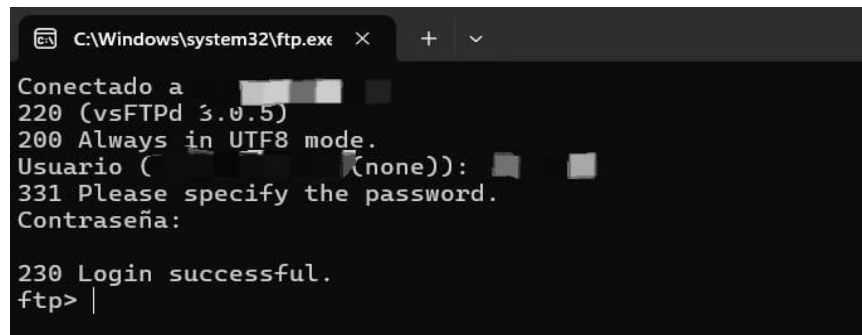 C:\Windows\system32\ftp.exe
Conectado a
220 (vsFTPd 3.0.5)
200 Always in UTF8 mode.
Usuario ( (none)):
331 Please specify the password.
Contraseña:
230 Login successful.
ftp>